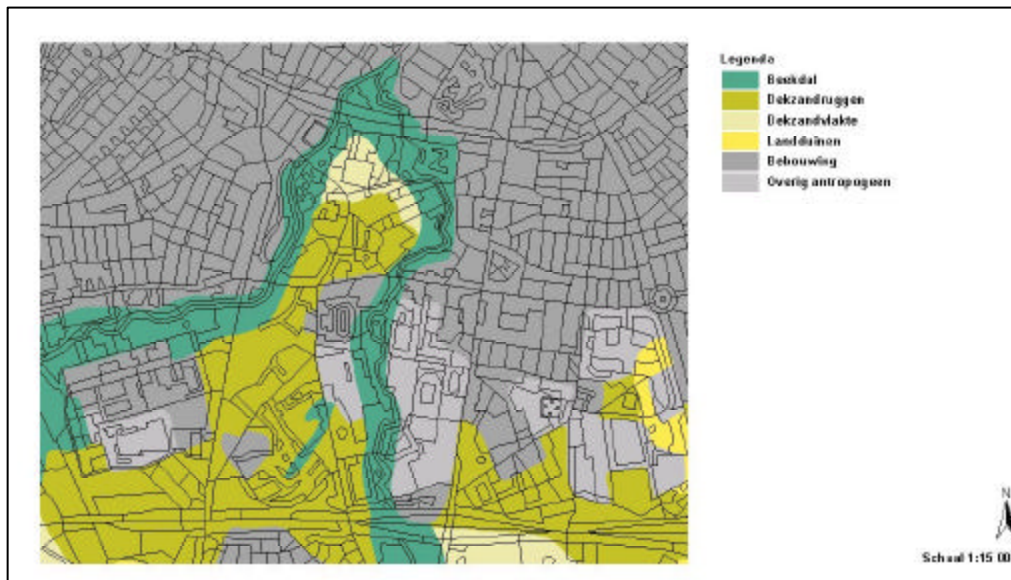 Legenda
Beekdal
Dekzandruggen
Dekzandvlakte
Landduinen
Bebouwing
Overig antropogeen
N
Schaal 1:15 00